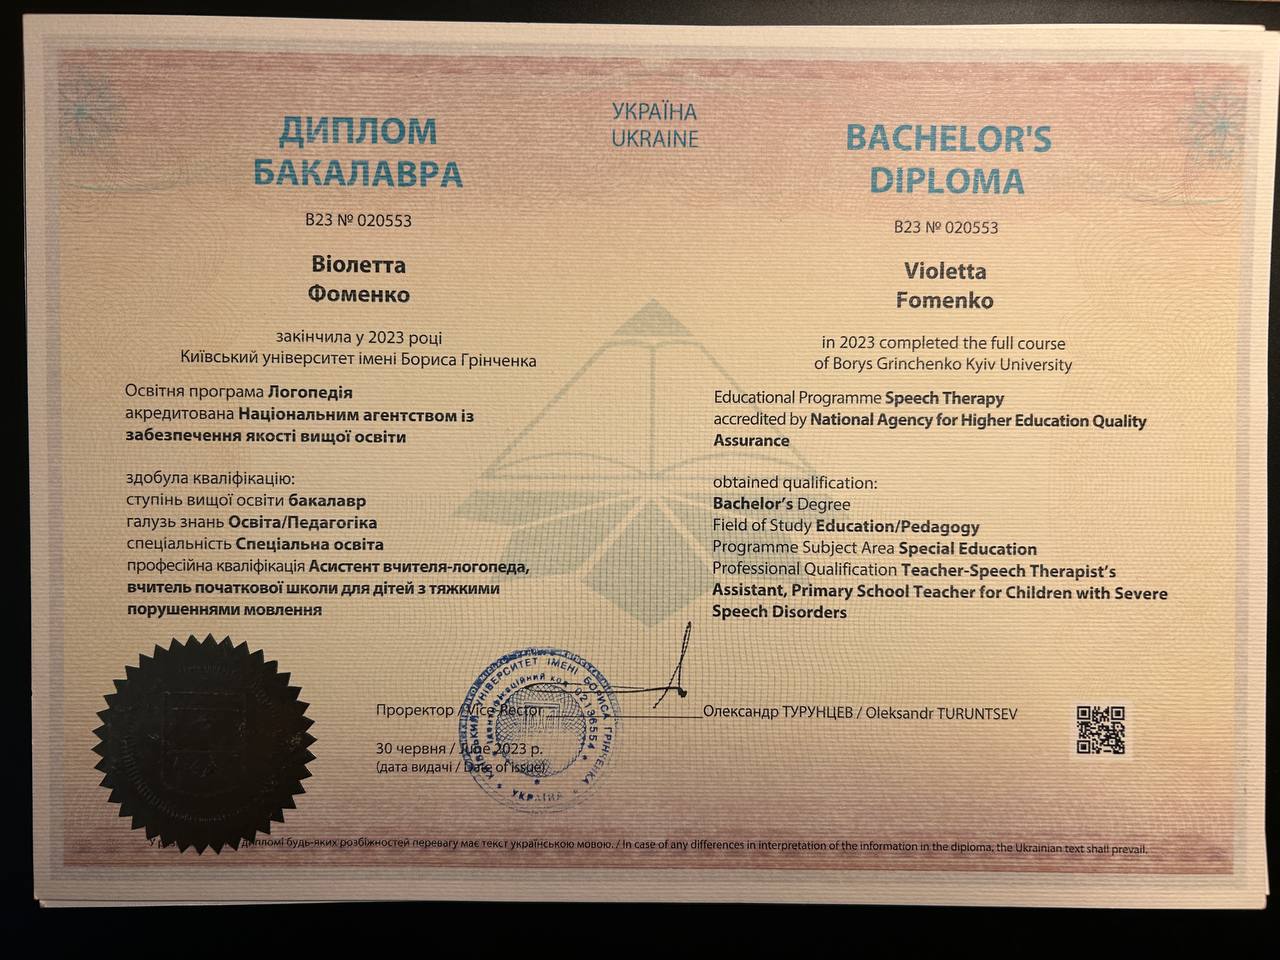 УКРАЇНА
UKRAINE
ДИПЛОМ
БАКАЛАВРА
B23 № 020553
Віолетта
Фоменко
закінчила у 2023 році
Київський університет імені Бориса Грінченка
Освітня програма Логопедія
акредитована Національним агентством із
забезпечення якості вищої освіти
здобула кваліфікацію:
ступінь вищої освіти бакалавр
галузь знань Освіта/Педагогіка
спеціальність Спеціальна освіта
професійна кваліфікація Асистент вчителя-логопеда,
вчитель початкової школи для дітей з тяжкими
порушеннями мовлення
BACHELOR'S
DIPLOMA
B23 № 020553
Violetta
Fomenko
in 2023 completed the full course
of Borys Grinchenko Kyiv University
Educational Programme Speech Therapy
accredited by National Agency for Higher Education Quality
Assurance
obtained qualification:
Bachelor’s Degree
Field of Study Education/Pedagogy
Programme Subject Area Special Education
Professional Qualification Teacher-Speech Therapist’s
Assistant, Primary School Teacher for Children with Severe
Speech Disorders
Проректор / Vice Rector
Олександр ТУРУНЦЕВ / Oleksandr TURUNTSEV
30 червня / June 2023 р.
(дата видачі / Date of issue)
УНІВЕРСИТЕТ ІМЕНІ БОРИСА ГРІНЧЕНКА * УКРАЇНА *
код 02136554
будь-яких розбіжностей перевагу має текст українською мовою. / In case of any differences in interpretation of the information in the diploma, the Ukrainian text shall prevail.